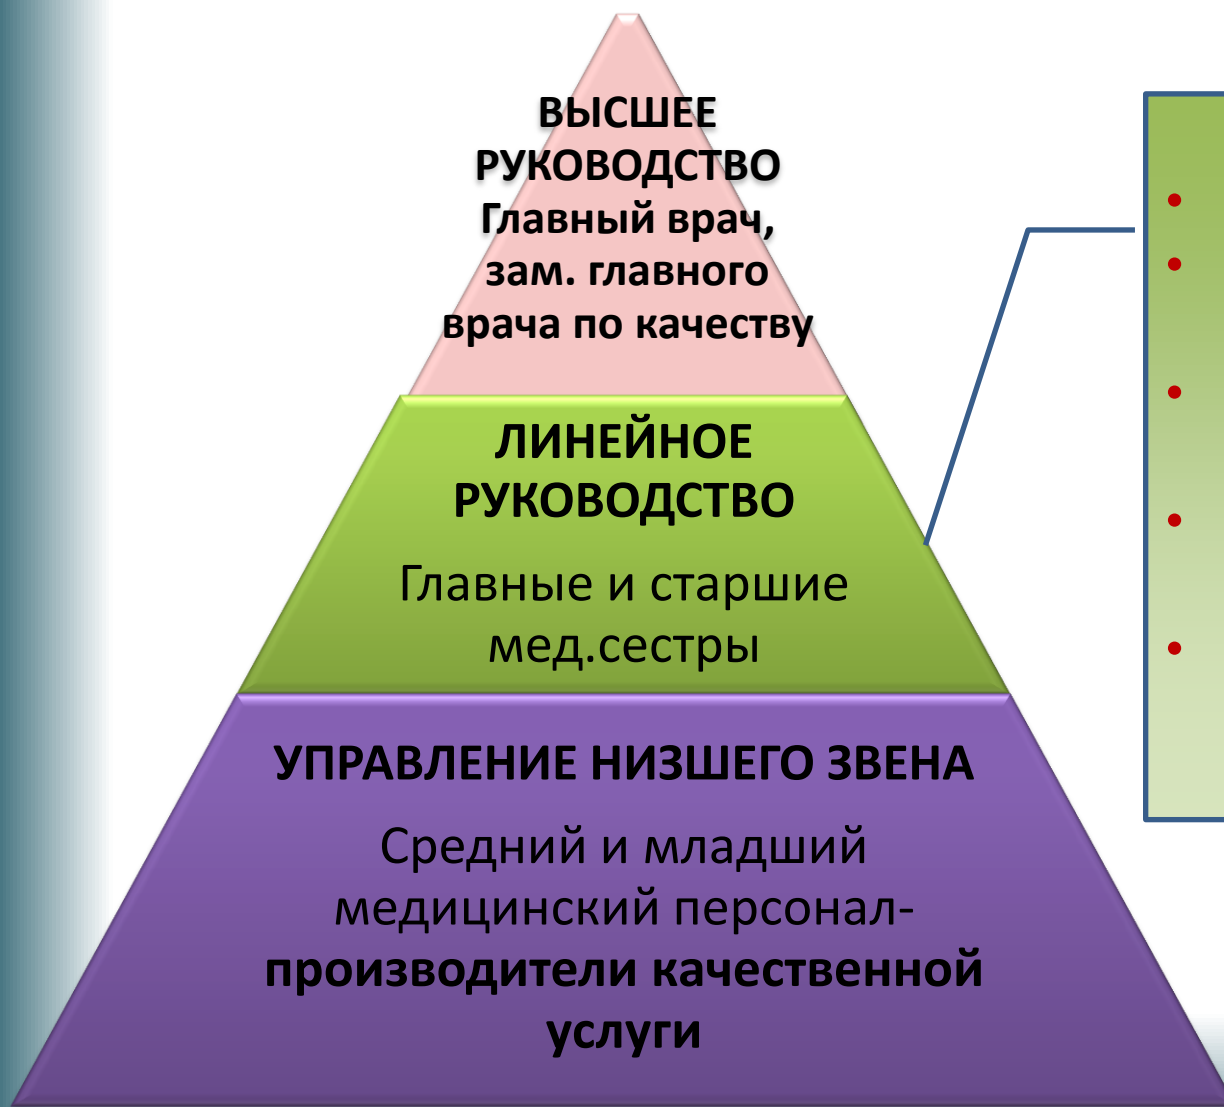 ВЫСШЕЕ
РУКОВОДСТВО
Главный врач,
зам. главного
врача по качеству
ЛИНЕЙНОЕ
РУКОВОДСТВО
Главные и старшие
мед.сестры
УПРАВЛЕНИЕ НИЗШЕГО ЗВЕНА
Средний и младший
медицинский персонал-
производители качественной
услуги